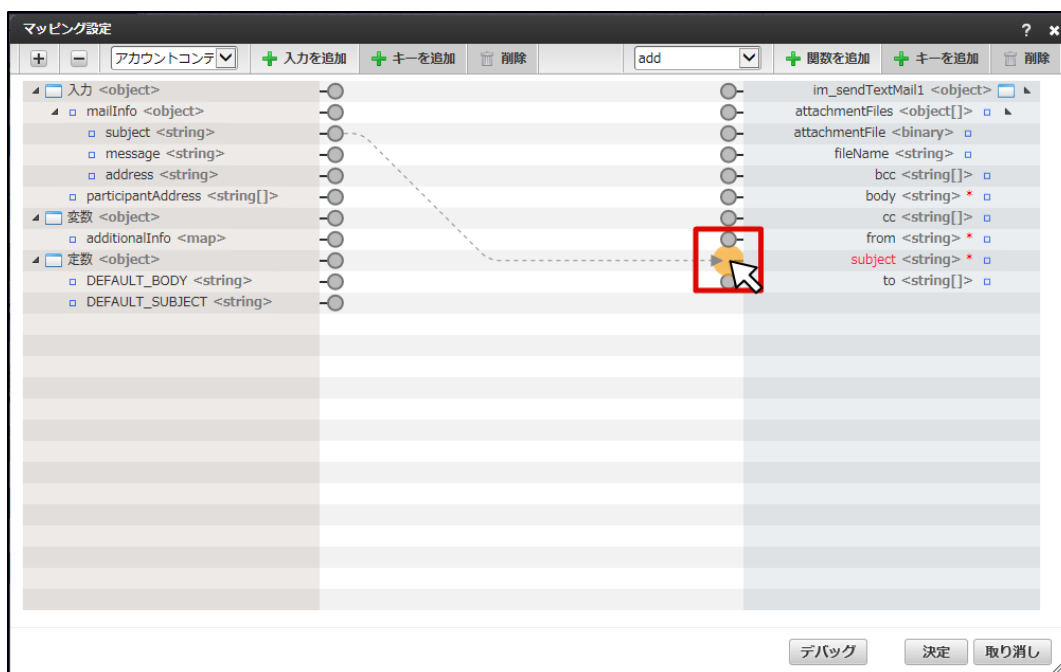 マッピング設定 ? ×
+ − アカウントコンテ 入力を追加 キーを追加 削除 add 関数を追加 キーを追加 削除
入力 <object> im_sendTextMail1 <object>
mailInfo <object> attachmentFiles <object[]>
subject <string> attachmentFile <binary>
message <string> fileName <string>
address <string> bcc <string[]>
participantAddress <string[]> body <string> *
変数 <object> cc <string[]>
additionalInfo <map> from <string> *
定数 <object> subject <string> *
DEFAULT_BODY <string> to <string[]>
DEFAULT_SUBJECT <string>
デバッグ 決定 取り消し